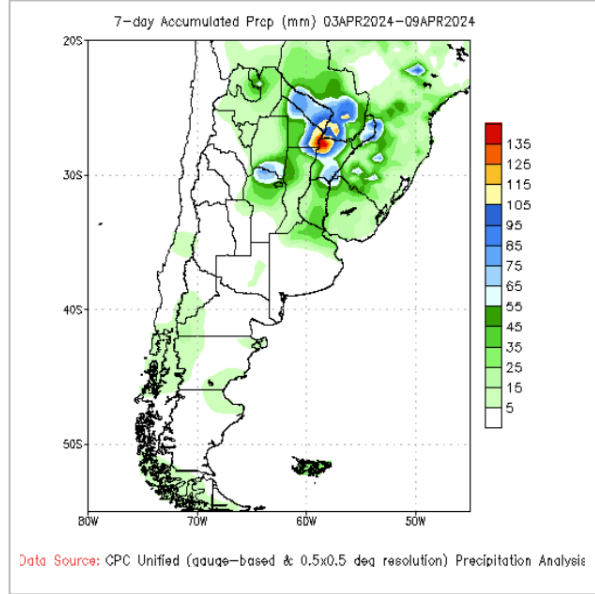 7-day Accumulated Prcp (mm) 03APR2024-09APR2024
20S
30S
40S
50S
80W 70W 60W 50W
135
125
115
105
95
85
75
65
55
45
35
25
15
5
Data Source: CPC Unified (gauge-based & 0.5x0.5 deg resolution) Precipitation Analysis